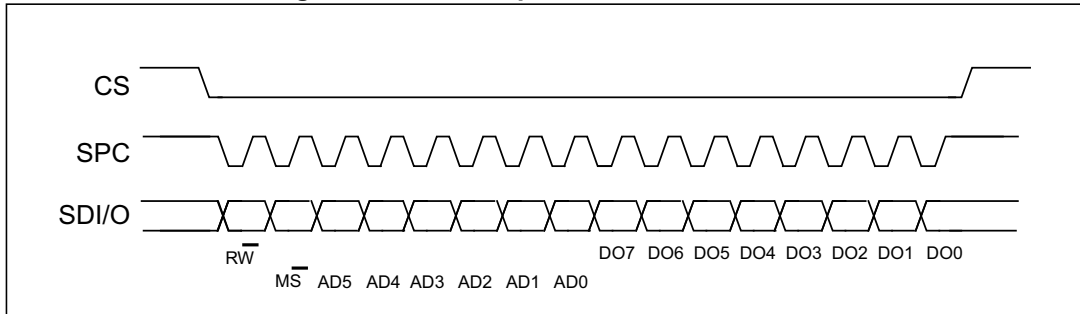 CS
SPC
SDI/O
RW DO7 DO6 DO5 DO4 DO3 DO2 DO1 DO0
MS AD5 AD4 AD3 AD2 AD1 AD0